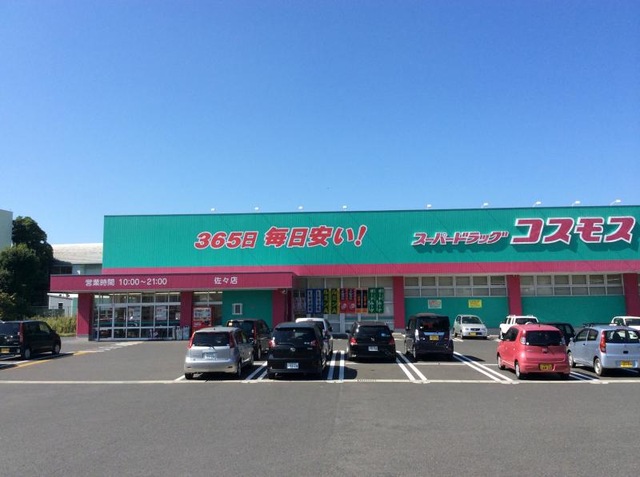 365日 毎日安い!
スーパードラッグ コスモス
営業時間 10:00~21:00
佐々店